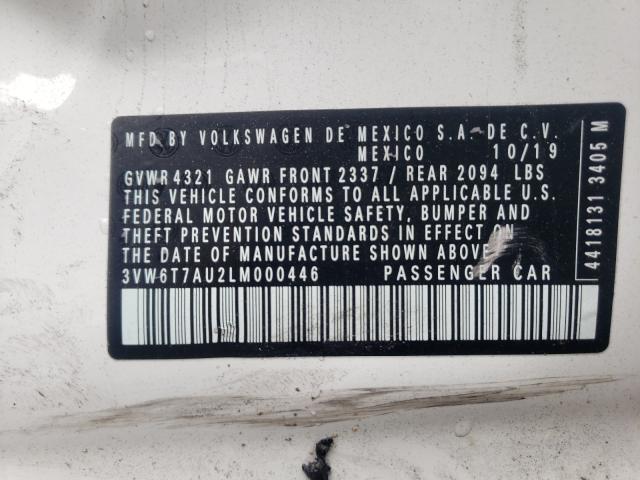 MFD BY VOLKSWAGEN DE MEXICO S.A. DE C.V.
MEXICO 10/19
GVWR 4321 GAWR FRONT 2337 / REAR 2094 LBS
THIS VEHICLE CONFORMS TO ALL APPLICABLE U.S.
FEDERAL MOTOR VEHICLE SAFETY, BUMPER AND
THEFT PREVENTION STANDARDS IN EFFECT ON
THE DATE OF MANUFACTURE SHOWN ABOVE
3VW6T7AU2LM000446 PASSENGER CAR
4418131 3405 M